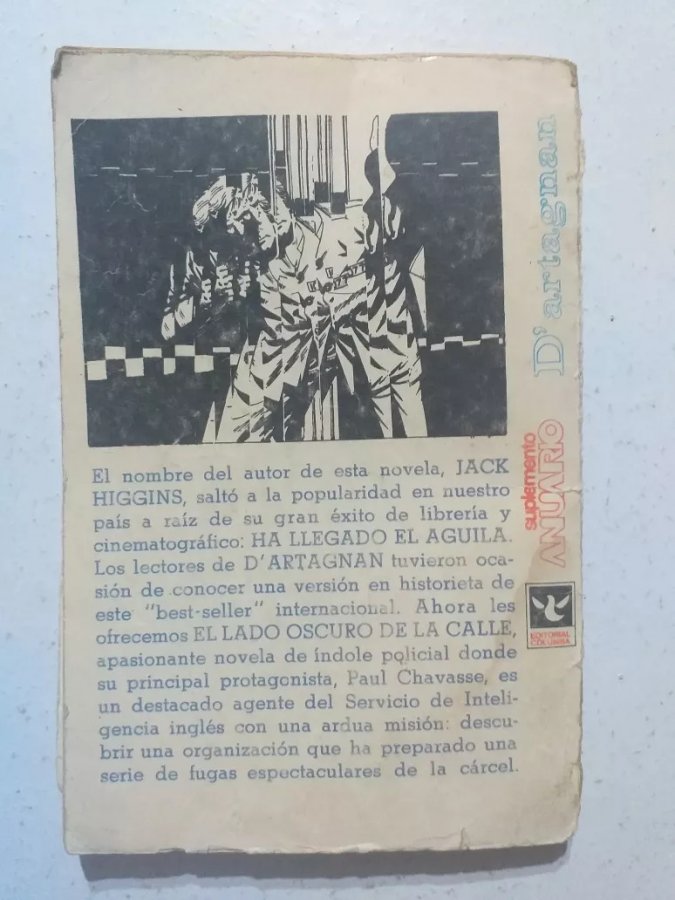 El nombre del autor de esta novela, JACK
HIGGINS, saltó a la popularidad en nuestro
país a raíz de su gran éxito de librería y
cinematográfico: HA LLEGADO EL AGUILA.
Los lectores de D'ARTAGNAN tuvieron oca-
sión de conocer una versión en historieta de
este "best-seller" internacional. Ahora les
ofrecemos EL LADO OSCURO DE LA CALLE,
apasionante novela de índole policial donde
su principal protagonista, Paul Chavasse, es
un destacado agente del Servicio de Inteli-
gencia inglés con una ardua misión: descu-
brir una organización que ha preparado una
serie de fugas espectaculares de la cárcel.
D'artagnan
suplemento
ANUARIO
EDITORIAL
COLUMBA